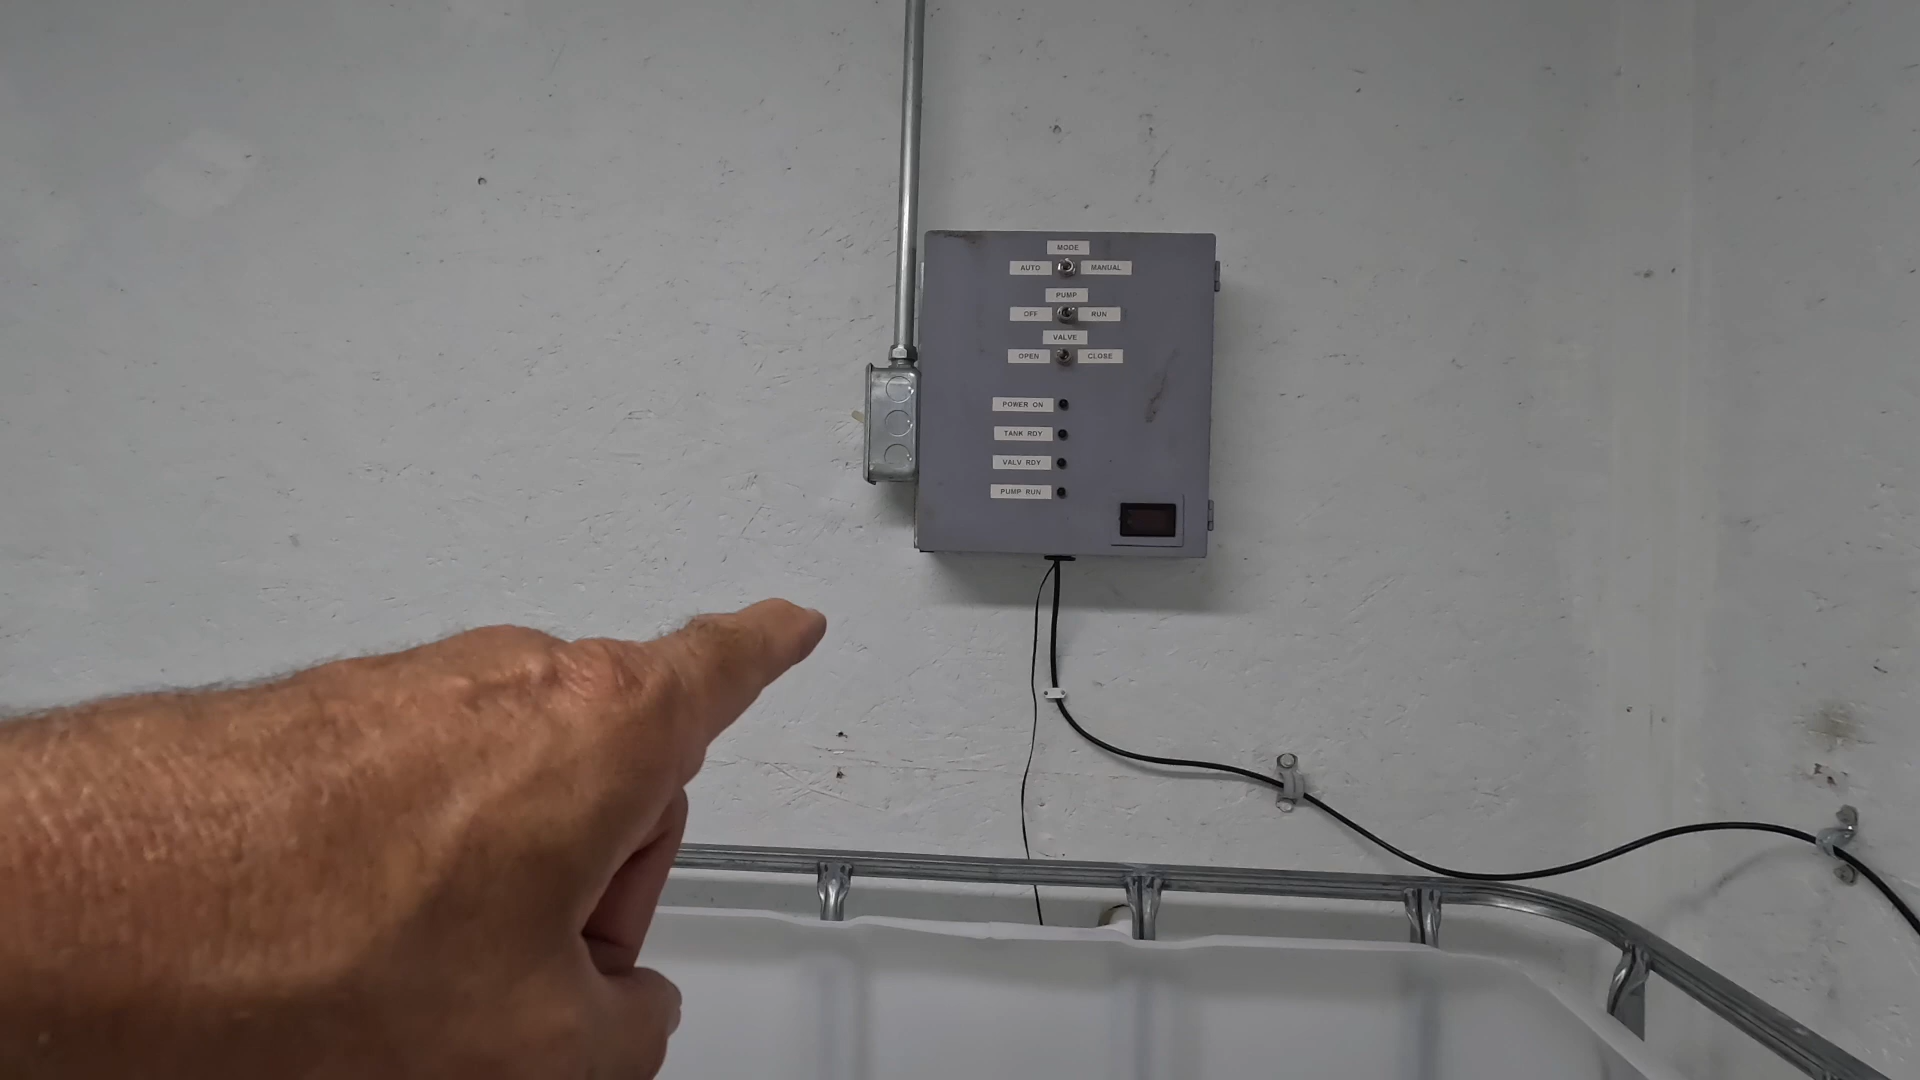 MODE
AUTO MANUAL
PUMP
OFF RUN
VALVE
OPEN CLOSE
POWER ON
TANK RDY
VALV RDY
PUMP RUN